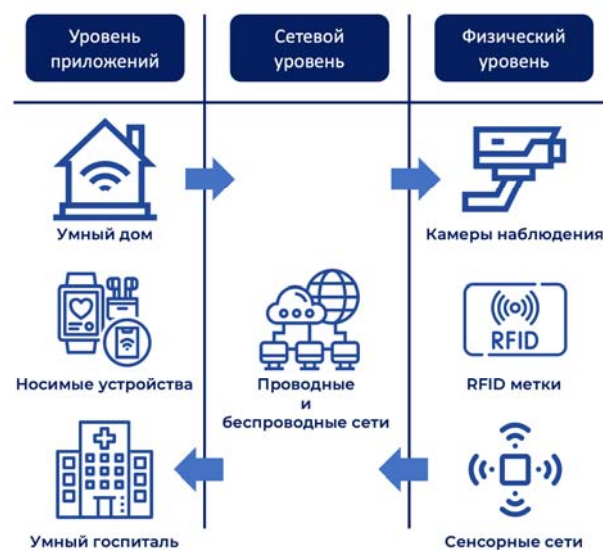 Уровень
приложений
Сетевой
уровень
Физический
уровень
Умный дом
Камеры наблюдения
Носимые устройства
Проводные
и
беспроводные сети
RFID
RFID метки
Умный госпиталь
Сенсорные сети